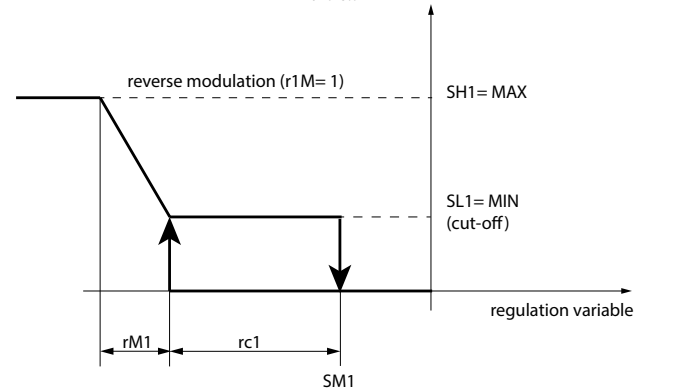 reverse modulation (r1M= 1)
SH1= MAX
SL1= MIN
(cut-off)
regulation variable
rM1
rc1
SM1